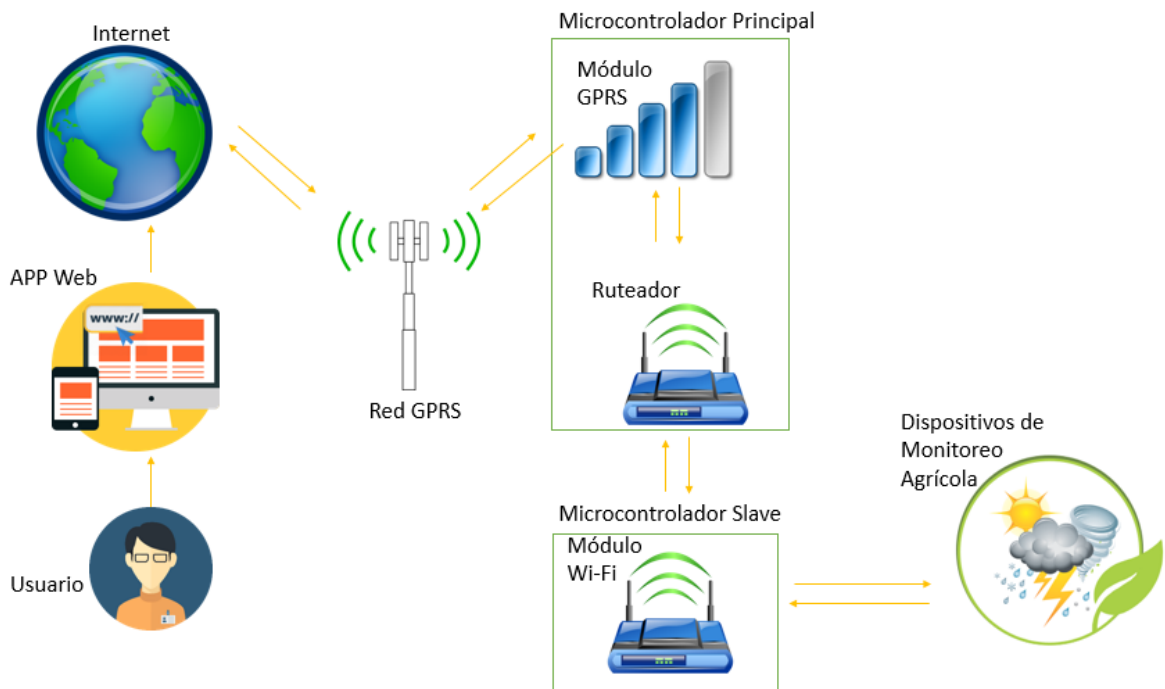 Microcontrolador Principal
Internet
Módulo
GPRS
APP Web
www://
Ruteador
Red GPRS
Dispositivos de
Monitoreo
Agrícola
Microcontrolador Slave
Módulo
Wi-Fi
Usuario